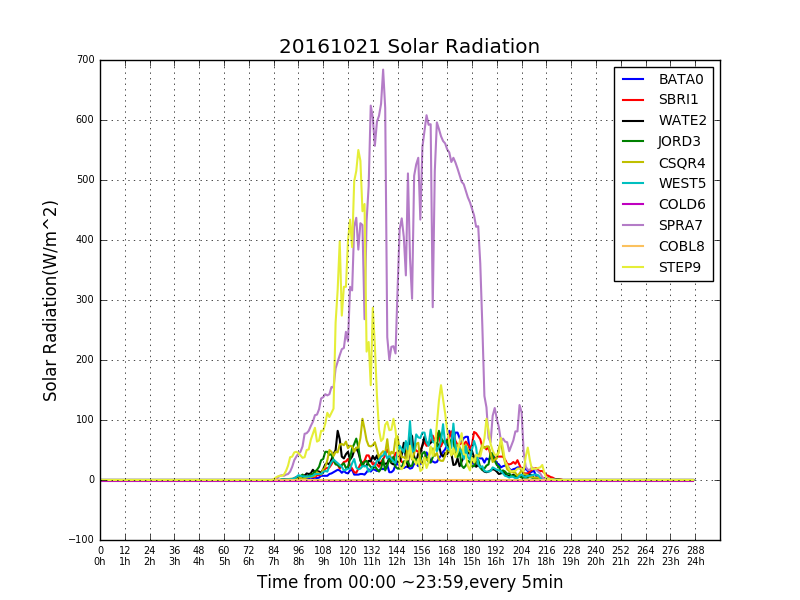 20161021 Solar Radiation
700
600
500
400
300
200
100
0
−100
Solar Radiation(W/m^2)
BATA0
SBRI1
WATE2
JORD3
CSQR4
WEST5
COLD6
SPRA7
COBL8
STEP9
0 12 24 36 48 60 72 84 96 108 120 132 144 156 168 180 192 204 216 228 240 252 264 276 288
0h 1h 2h 3h 4h 5h 6h 7h 8h 9h 10h 11h 12h 13h 14h 15h 16h 17h 18h 19h 20h 21h 22h 23h 24h
Time from 00:00 ~23:59,every 5min